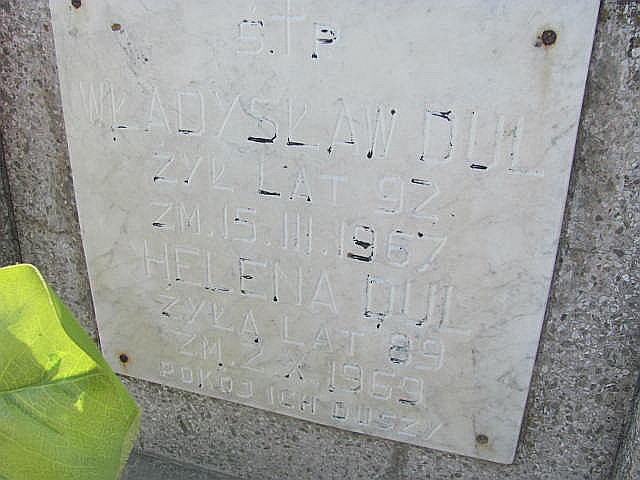 Ś.†P.
WŁADYSŁAW DUL
ŻYŁ LAT 92
ZM. 15.III.1967
HELENA DUL
ŻYŁA LAT 89
ZM. 2.X.1969
POKÓJ ICH DUSZY